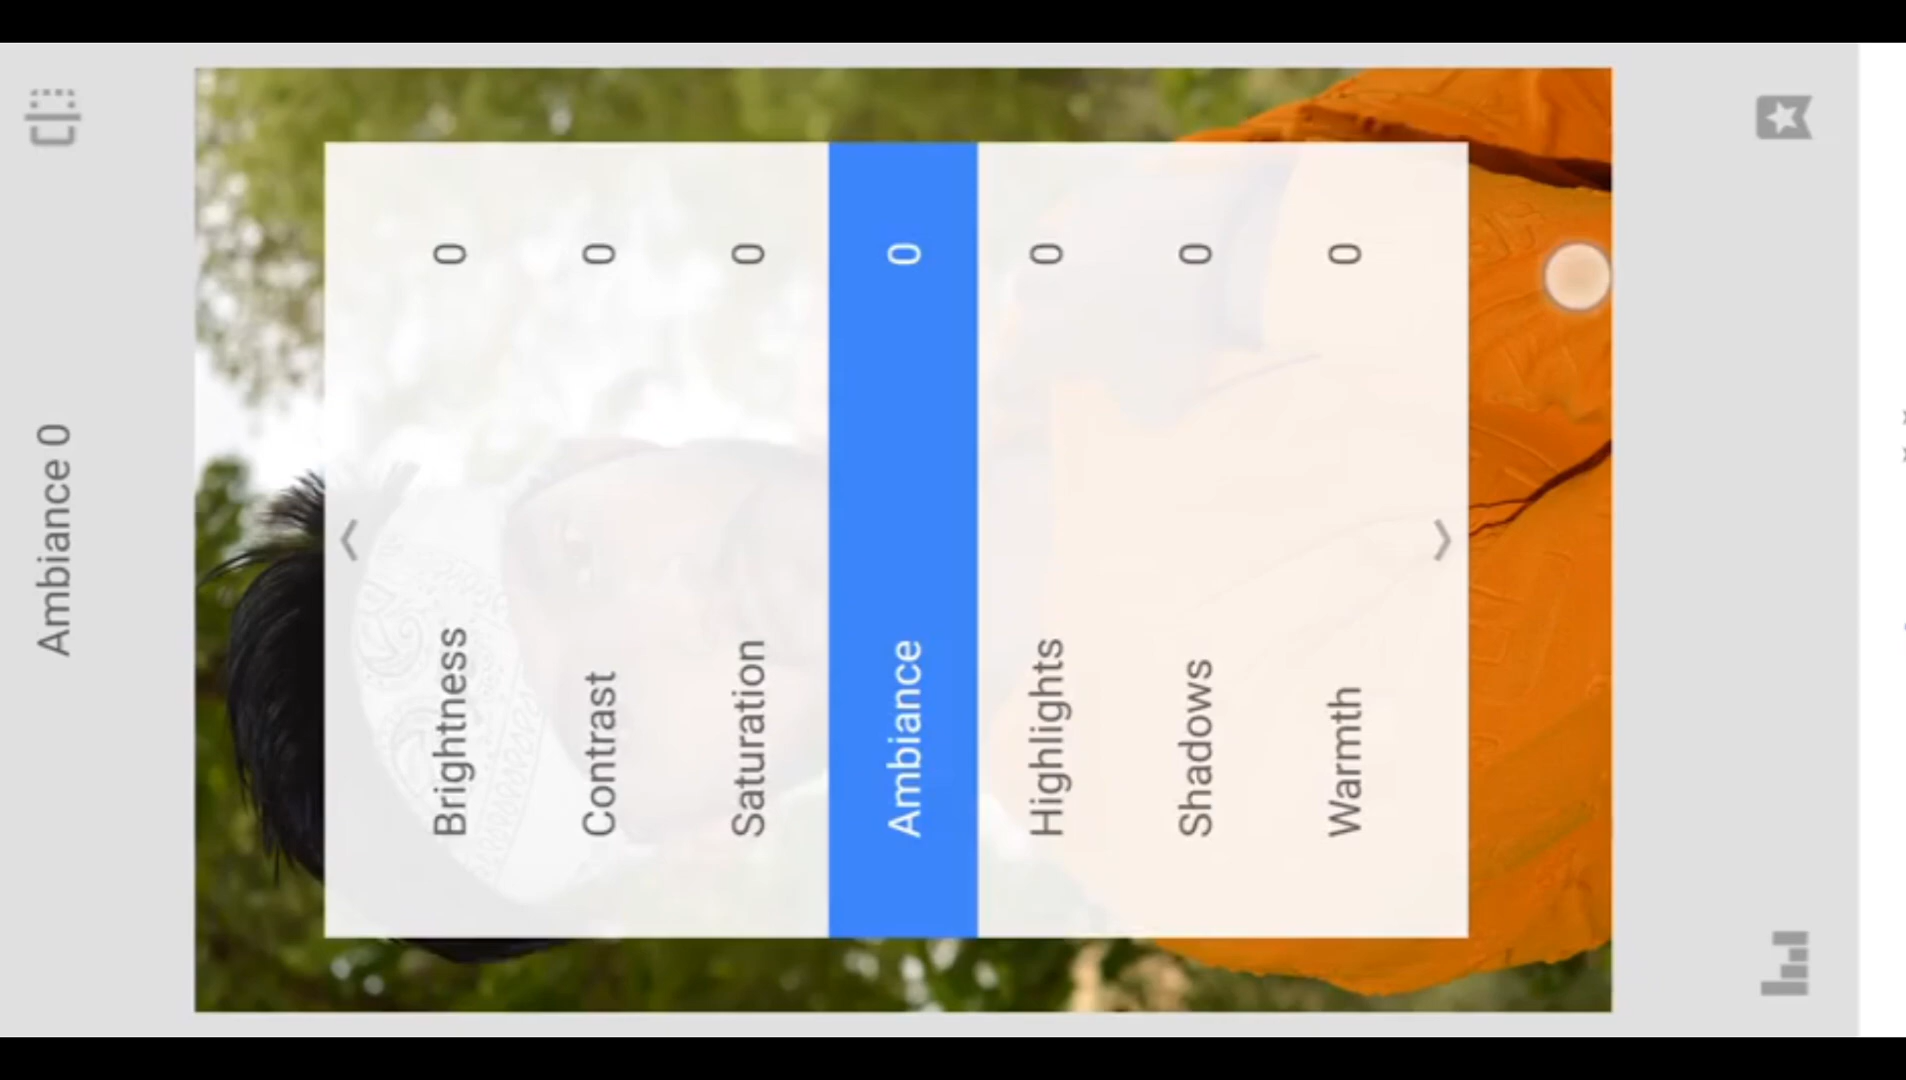 Brightness 0
Contrast 0
Saturation 0
Ambiance 0
Highlights 0
Shadows 0
Warmth 0
Ambiance 0